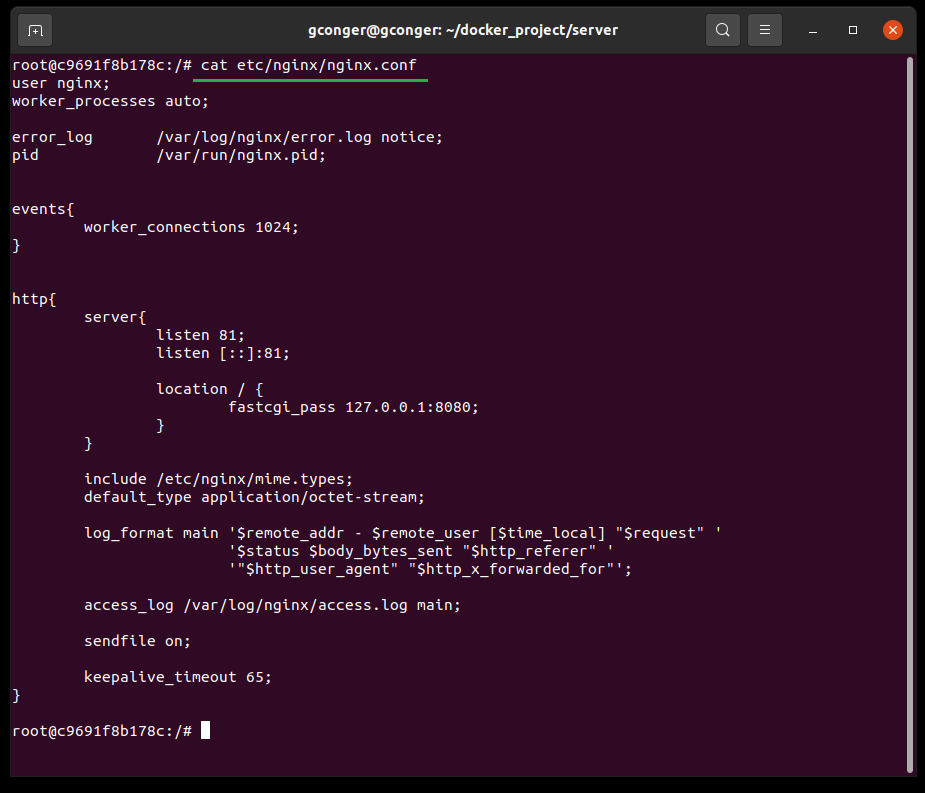 gconger@gconger: ~/docker_project/server
root@c9691f8b178c:/# cat etc/nginx/nginx.conf
user nginx;
worker_processes auto;
error_log       /var/log/nginx/error.log notice;
pid             /var/run/nginx.pid;
events{
        worker_connections 1024;
}
http{
        server{
                listen 81;
                listen [::]:81;
                location / {
                        fastcgi_pass 127.0.0.1:8080;
                }
        }
        include /etc/nginx/mime.types;
        default_type application/octet-stream;
        log_format main '$remote_addr - $remote_user [$time_local] "$request" '
                        '$status $body_bytes_sent "$http_referer" '
                        '"$http_user_agent" "$http_x_forwarded_for"';
        access_log /var/log/nginx/access.log main;
        sendfile on;
        keepalive_timeout 65;
}
root@c9691f8b178c:/#